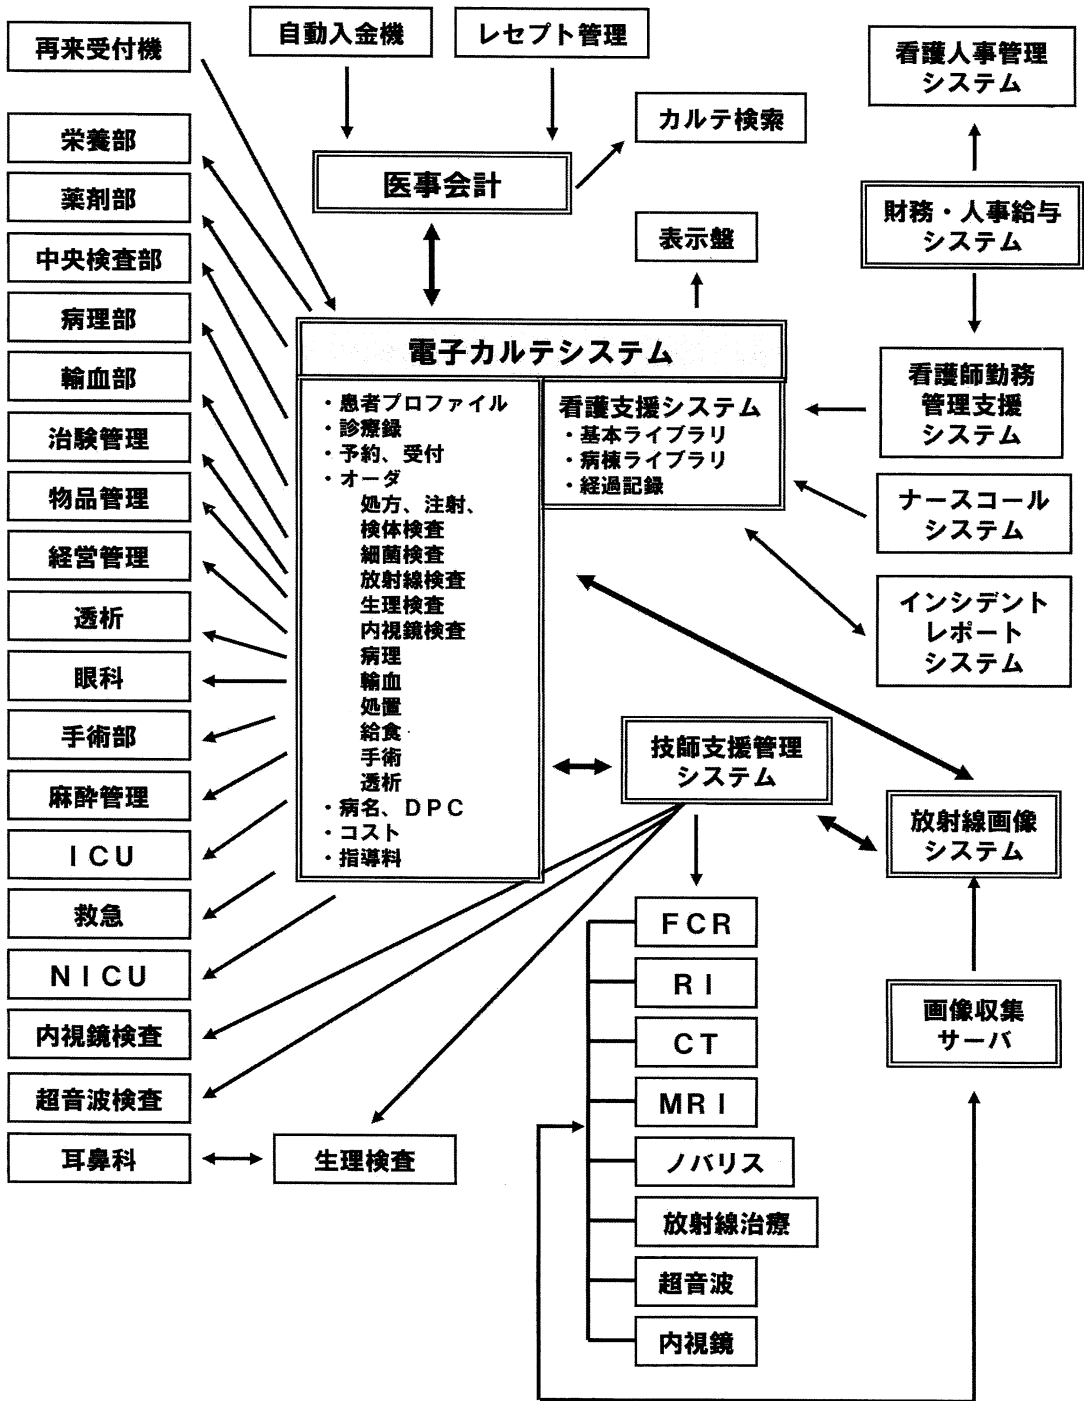 再来受付機
自動入金機
レセプト管理
看護人事管理
システム
カルテ検索
医事会計
財務・人事給与
システム
表示盤
栄養部
薬剤部
中央検査部
病理部
輸血部
治験管理
物品管理
経営管理
透析
眼科
手術部
麻酔管理
ICU
救急
NICU
内視鏡検査
超音波検査
耳鼻科
生理検査
電子カルテシステム
・患者プロファイル
・診療録
・予約、受付
・オーダ
処方、注射、
検体検査
細菌検査
放射線検査
生理検査
内視鏡検査
病理
輸血
処置
給食
手術
透析
・病名、DPC
・コスト
・指導料
看護支援システム
・基本ライブラリ
・病棟ライブラリ
・経過記録
看護師勤務
管理支援
システム
ナースコール
システム
インシデント
レポート
システム
技師支援管理
システム
放射線画像
システム
画像収集
サーバ
FCR
RI
CT
MRI
ノバリス
放射線治療
超音波
内視鏡